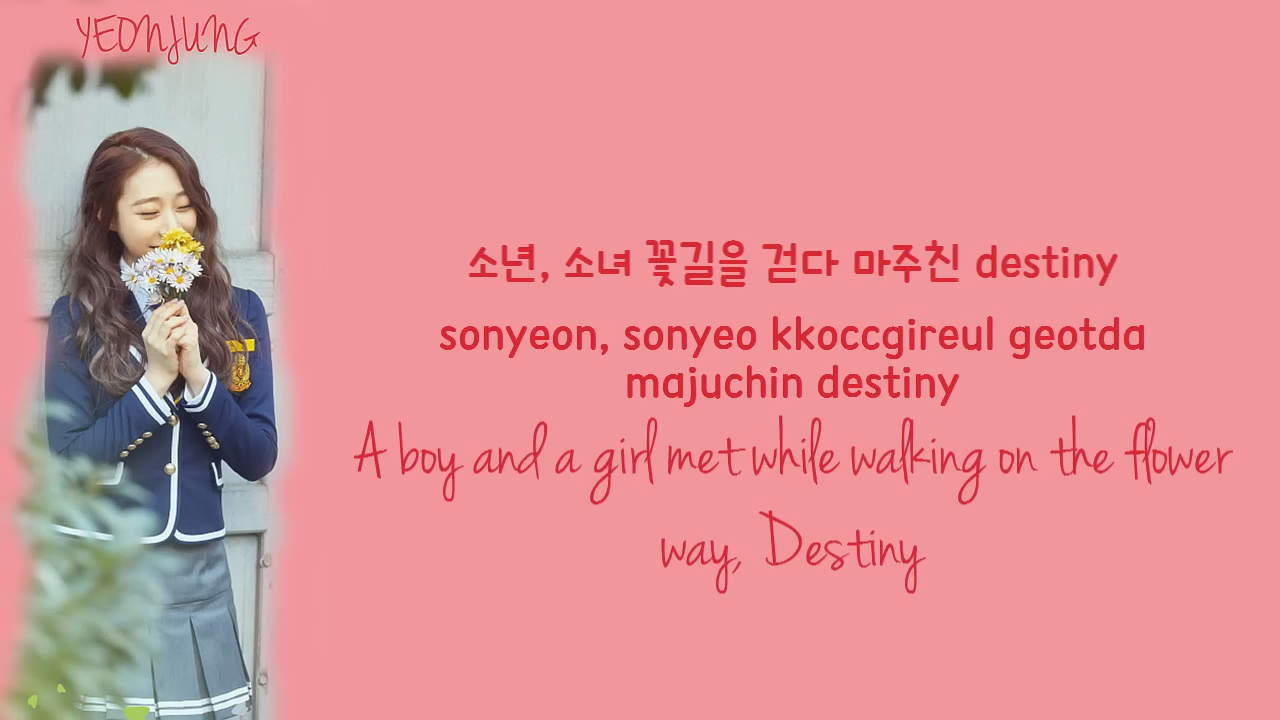 YEONJUNG
소년, 소녀 꽃길을 걷다 마주친 destiny
sonyeon, sonyeo kkoccgireul geotda
majuchin destiny
A boy and a girl met while walking on the flower
way, Destiny